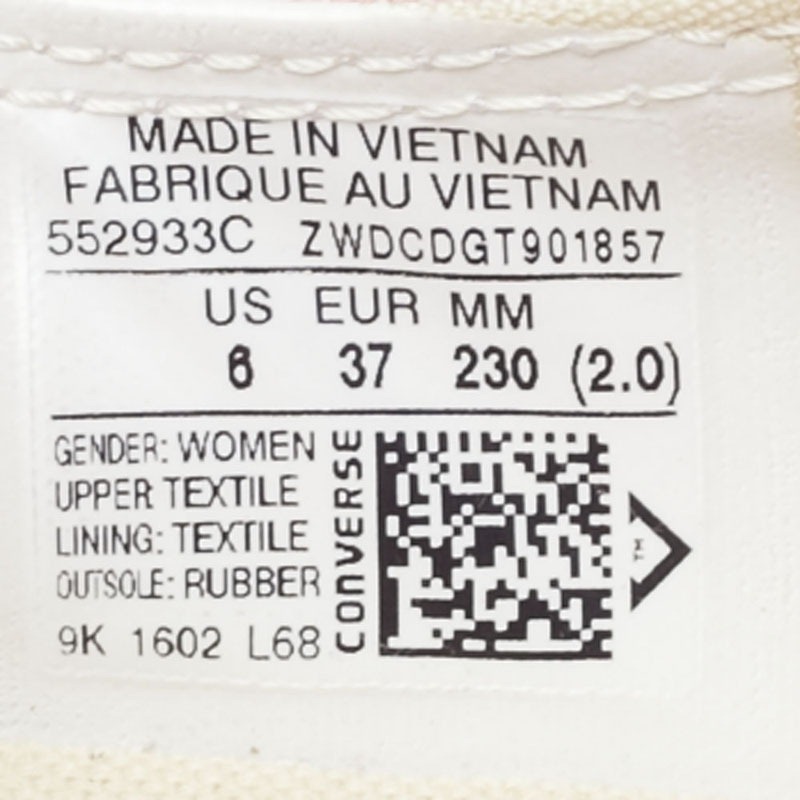 MADE IN VIETNAM
FABRIQUE AU VIETNAM
552933C ZWDCDGT901857
US EUR MM
6 37 230 (2.0)
GENDER: WOMEN
UPPER TEXTILE
LINING: TEXTILE
OUTSOLE: RUBBER
9K 1602 L68
CONVERSE
TM